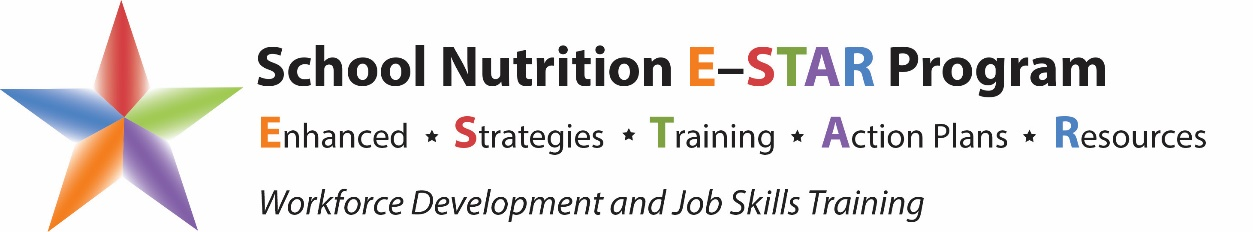 School Nutrition E–STAR Program
Enhanced ★ Strategies ★ Training ★ Action Plans ★ Resources
Workforce Development and Job Skills Training